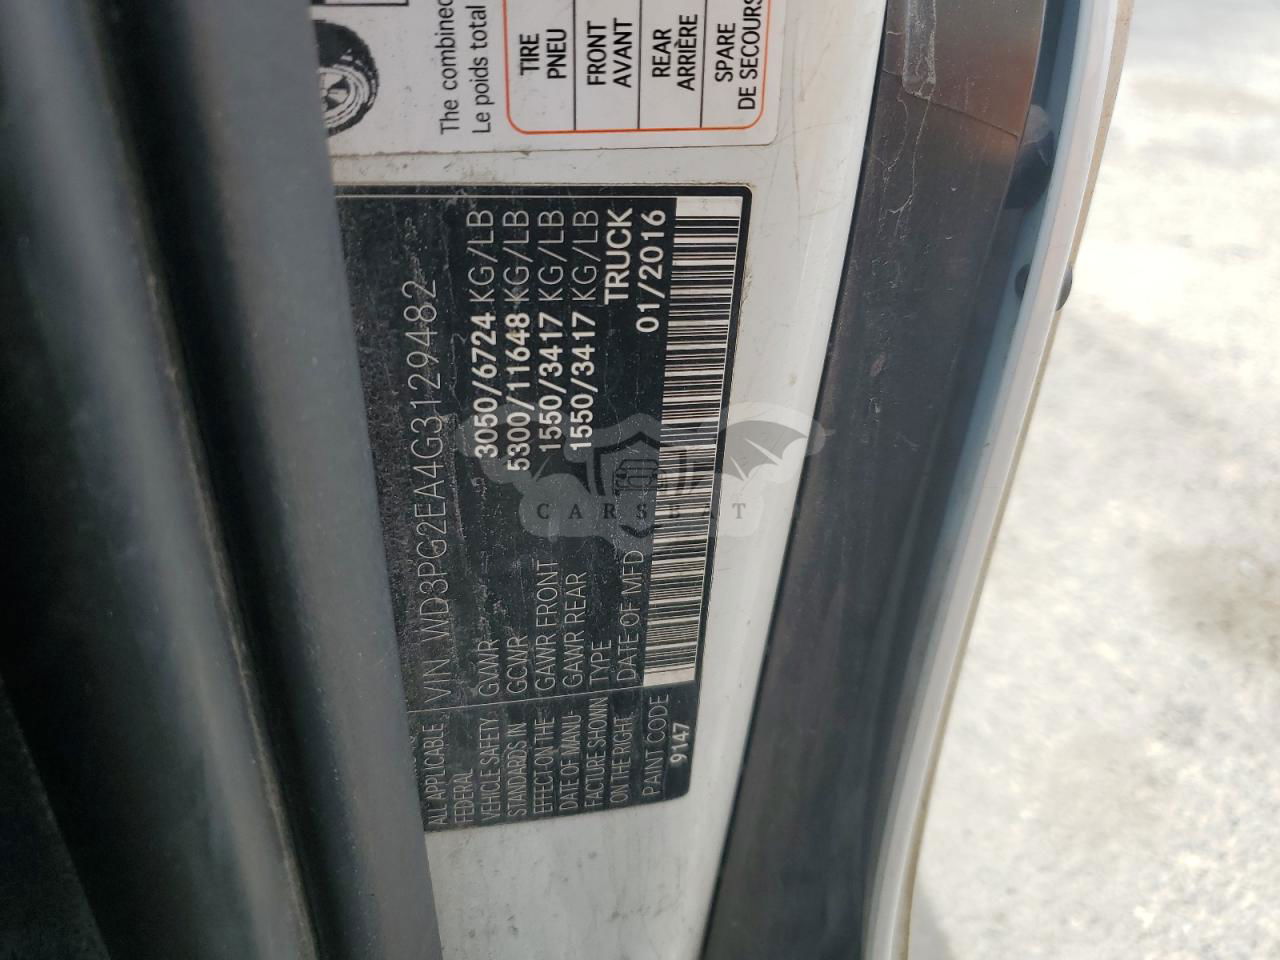 The combined
Le poids total
TIRE
PNEU
FRONT
AVANT
REAR
ARRIÈRE
SPARE
DE SECOURS
ALL APPLICABLE
FEDERAL
VEHICLE SAFETY
STANDARDS IN
EFFECT ON THE
DATE OF MANU-
FACTURE SHOWN
ON THE RIGHT
PAINT CODE
9147
VIN WD3PG2EA4G3129482
GVWR 3050/6724 KG/LB
GCWR 5300/11648 KG/LB
GAWR FRONT 1550/3417 KG/LB
GAWR REAR 1550/3417 KG/LB
TYPE TRUCK
DATE OF MFD 01/2016
CARSBAT